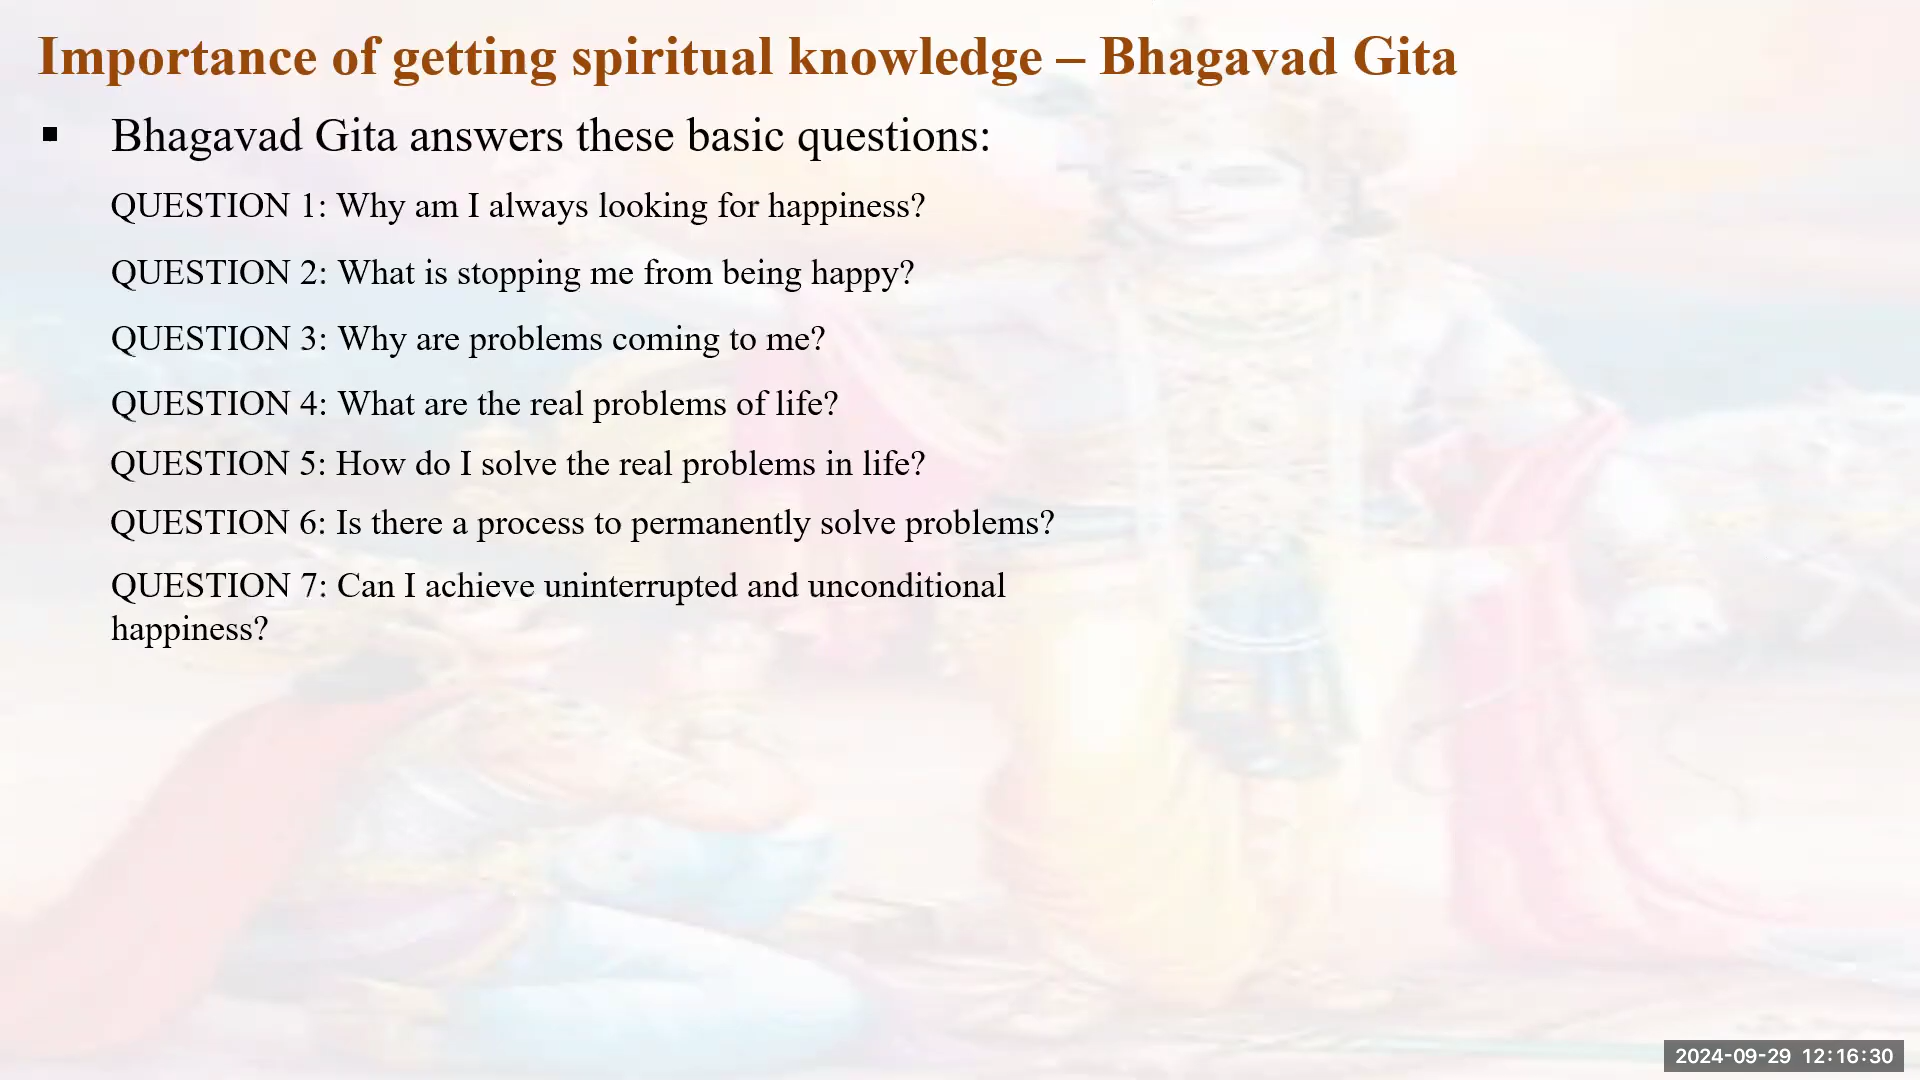 Importance of getting spiritual knowledge – Bhagavad Gita
▪ Bhagavad Gita answers these basic questions:
QUESTION 1: Why am I always looking for happiness?
QUESTION 2: What is stopping me from being happy?
QUESTION 3: Why are problems coming to me?
QUESTION 4: What are the real problems of life?
QUESTION 5: How do I solve the real problems in life?
QUESTION 6: Is there a process to permanently solve problems?
QUESTION 7: Can I achieve uninterrupted and unconditional
happiness?
2024-09-29 12:16:30